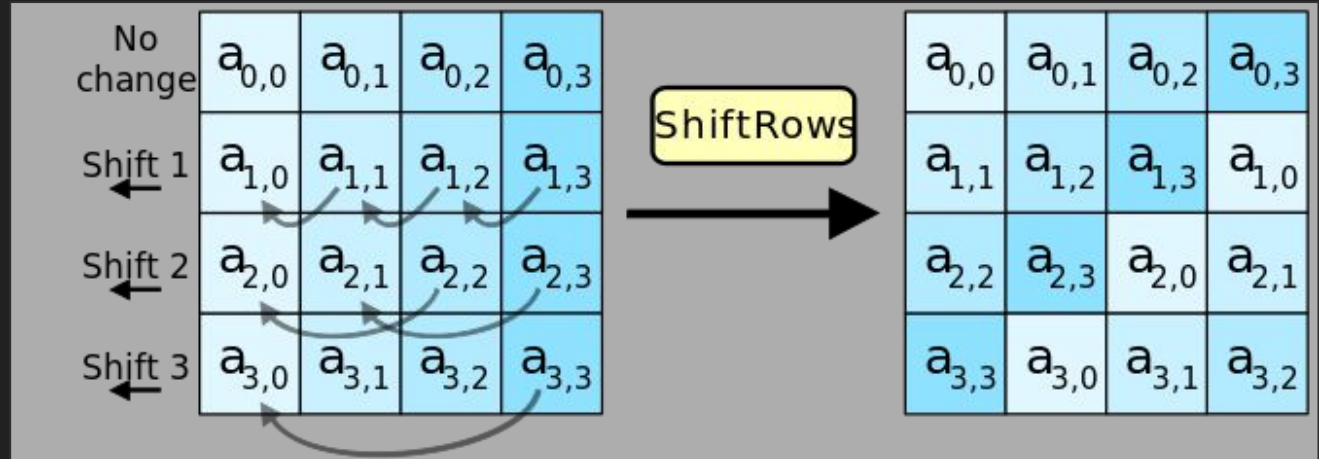 No
change
a0,0 a0,1 a0,2 a0,3
Shift 1
a1,0 a1,1 a1,2 a1,3
Shift 2
a2,0 a2,1 a2,2 a2,3
Shift 3
a3,0 a3,1 a3,2 a3,3
ShiftRows
a0,0 a0,1 a0,2 a0,3
a1,1 a1,2 a1,3 a1,0
a2,2 a2,3 a2,0 a2,1
a3,3 a3,0 a3,1 a3,2